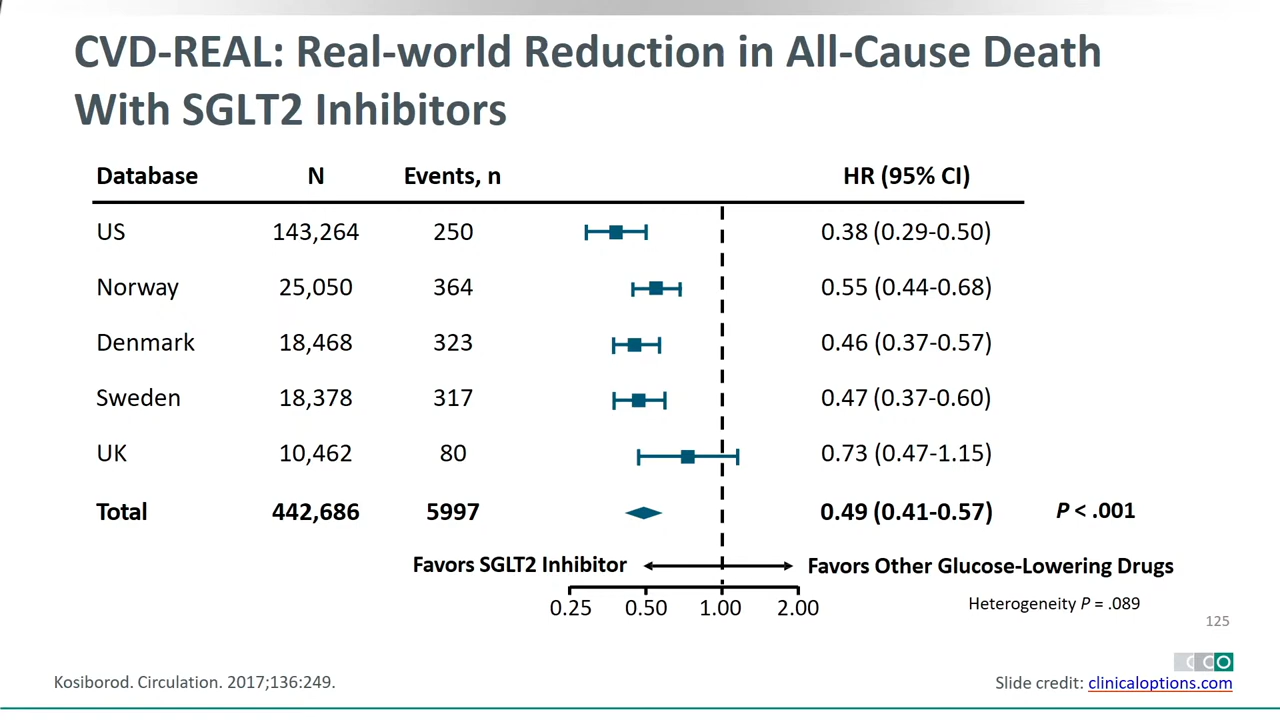 CVD-REAL: Real-world Reduction in All-Cause Death
With SGLT2 Inhibitors
Database N Events, n HR (95% CI)
US 143,264 250 0.38 (0.29-0.50)
Norway 25,050 364 0.55 (0.44-0.68)
Denmark 18,468 323 0.46 (0.37-0.57)
Sweden 18,378 317 0.47 (0.37-0.60)
UK 10,462 80 0.73 (0.47-1.15)
Total 442,686 5997 0.49 (0.41-0.57) P < .001
Favors SGLT2 Inhibitor Favors Other Glucose-Lowering Drugs
0.25 0.50 1.00 2.00
Heterogeneity P = .089
125
CCO
Kosiborod. Circulation. 2017;136:249.
Slide credit: clinicaloptions.com